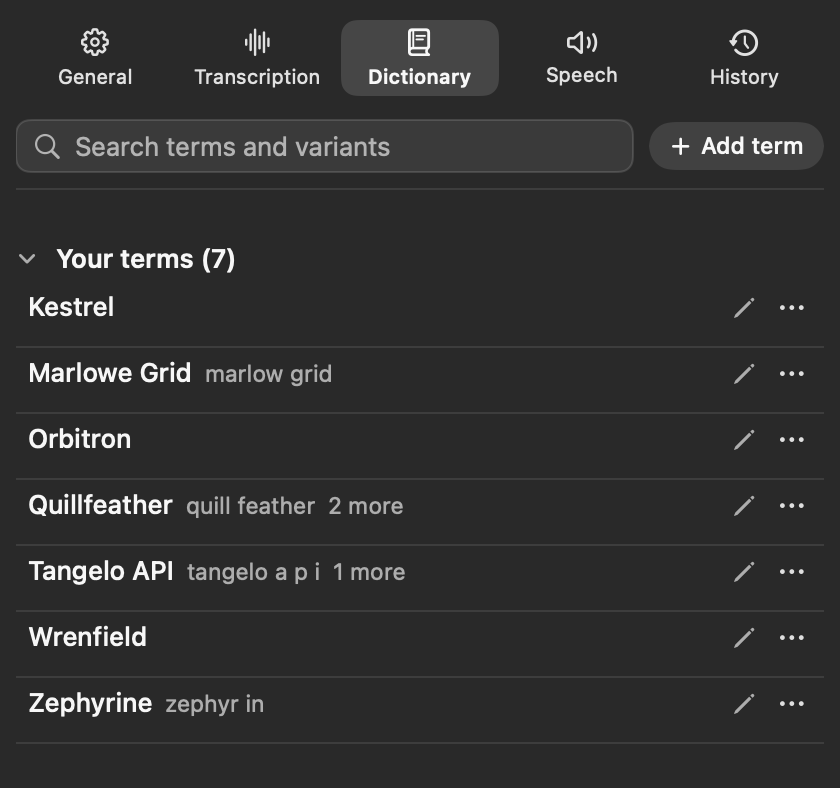 General Transcription Dictionary Speech History
Search terms and variants + Add term
Your terms (7)
Kestrel
Marlowe Grid marlow grid
Orbitron
Quillfeather quill feather 2 more
Tangelo API tangelo a p i 1 more
Wrenfield
Zephyrine zephyr in